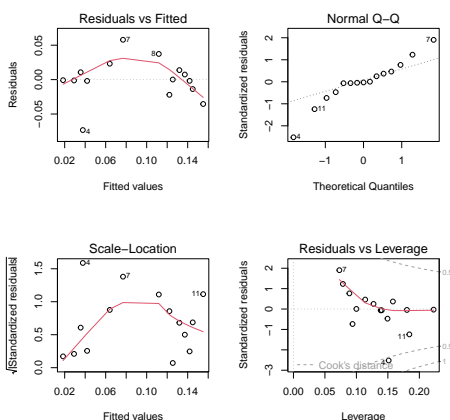 Residuals vs Fitted
Residuals
0.05
−0.05
7
8
4
0.02 0.06 0.10 0.14
Fitted values
Normal Q−Q
Standardized residuals
2
1
0
−1
−2
7
11
4
−1 0 1
Theoretical Quantiles
Scale−Location
√|Standardized residuals|
1.5
1.0
0.5
0.0
4
7
11
0.02 0.06 0.10 0.14
Fitted values
Residuals vs Leverage
Standardized residuals
2
1
0
−1
−3
7
11
Cook's distance
1
0.00 0.05 0.10 0.15 0.20
Leverage